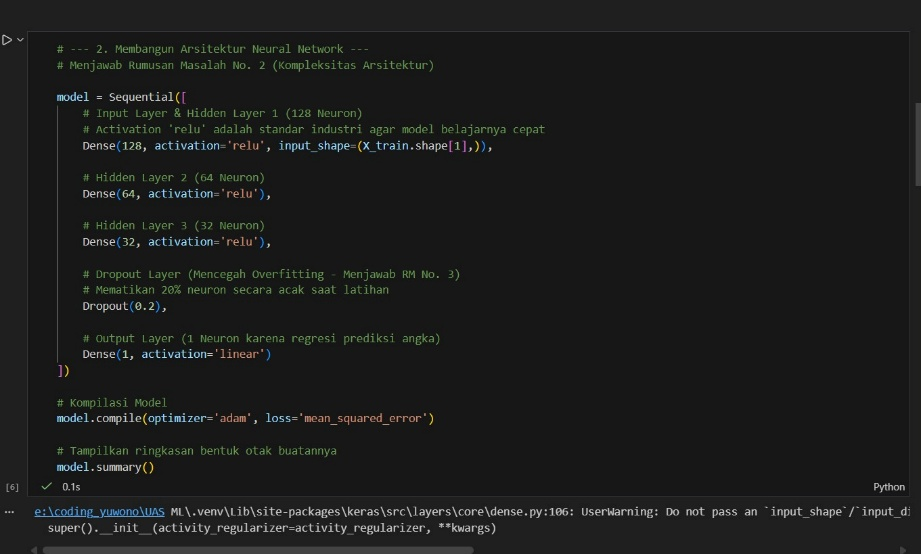 # --- 2. Membangun Arsitektur Neural Network ---
# Menjawab Rumusan Masalah No. 2 (Kompleksitas Arsitektur)
model = Sequential([
# Input Layer & Hidden Layer 1 (128 Neuron)
# Activation 'relu' adalah standar industri agar model belajarnya cepat
Dense(128, activation='relu', input_shape=(X_train.shape[1],)),
# Hidden Layer 2 (64 Neuron)
Dense(64, activation='relu'),
# Hidden Layer 3 (32 Neuron)
Dense(32, activation='relu'),
# Dropout Layer (Mencegah Overfitting - Menjawab RM No. 3)
# Mematikan 20% neuron secara acak saat latihan
Dropout(0.2),
# Output Layer (1 Neuron karena regresi prediksi angka)
Dense(1, activation='linear')
])
# Kompilasi Model
model.compile(optimizer='adam', loss='mean_squared_error')
# Tampilkan ringkasan bentuk otak buatannya
model.summary()
[6] 0.1s Python
... e:\coding_yuwono\UAS ML\.venv\Lib\site-packages\keras\src\layers\core\dense.py:106: UserWarning: Do not pass an `input_shape`/`input_di
super().__init__(activity_regularizer=activity_regularizer, **kwargs)